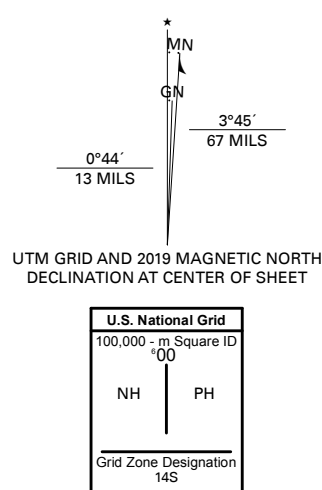 ★
MN
GN
3°45´
67 MILS
0°44´
13 MILS
UTM GRID AND 2019 MAGNETIC NORTH
DECLINATION AT CENTER OF SHEET
U.S. National Grid
100,000 - m Square ID
⁶00
NH PH
Grid Zone Designation
14S